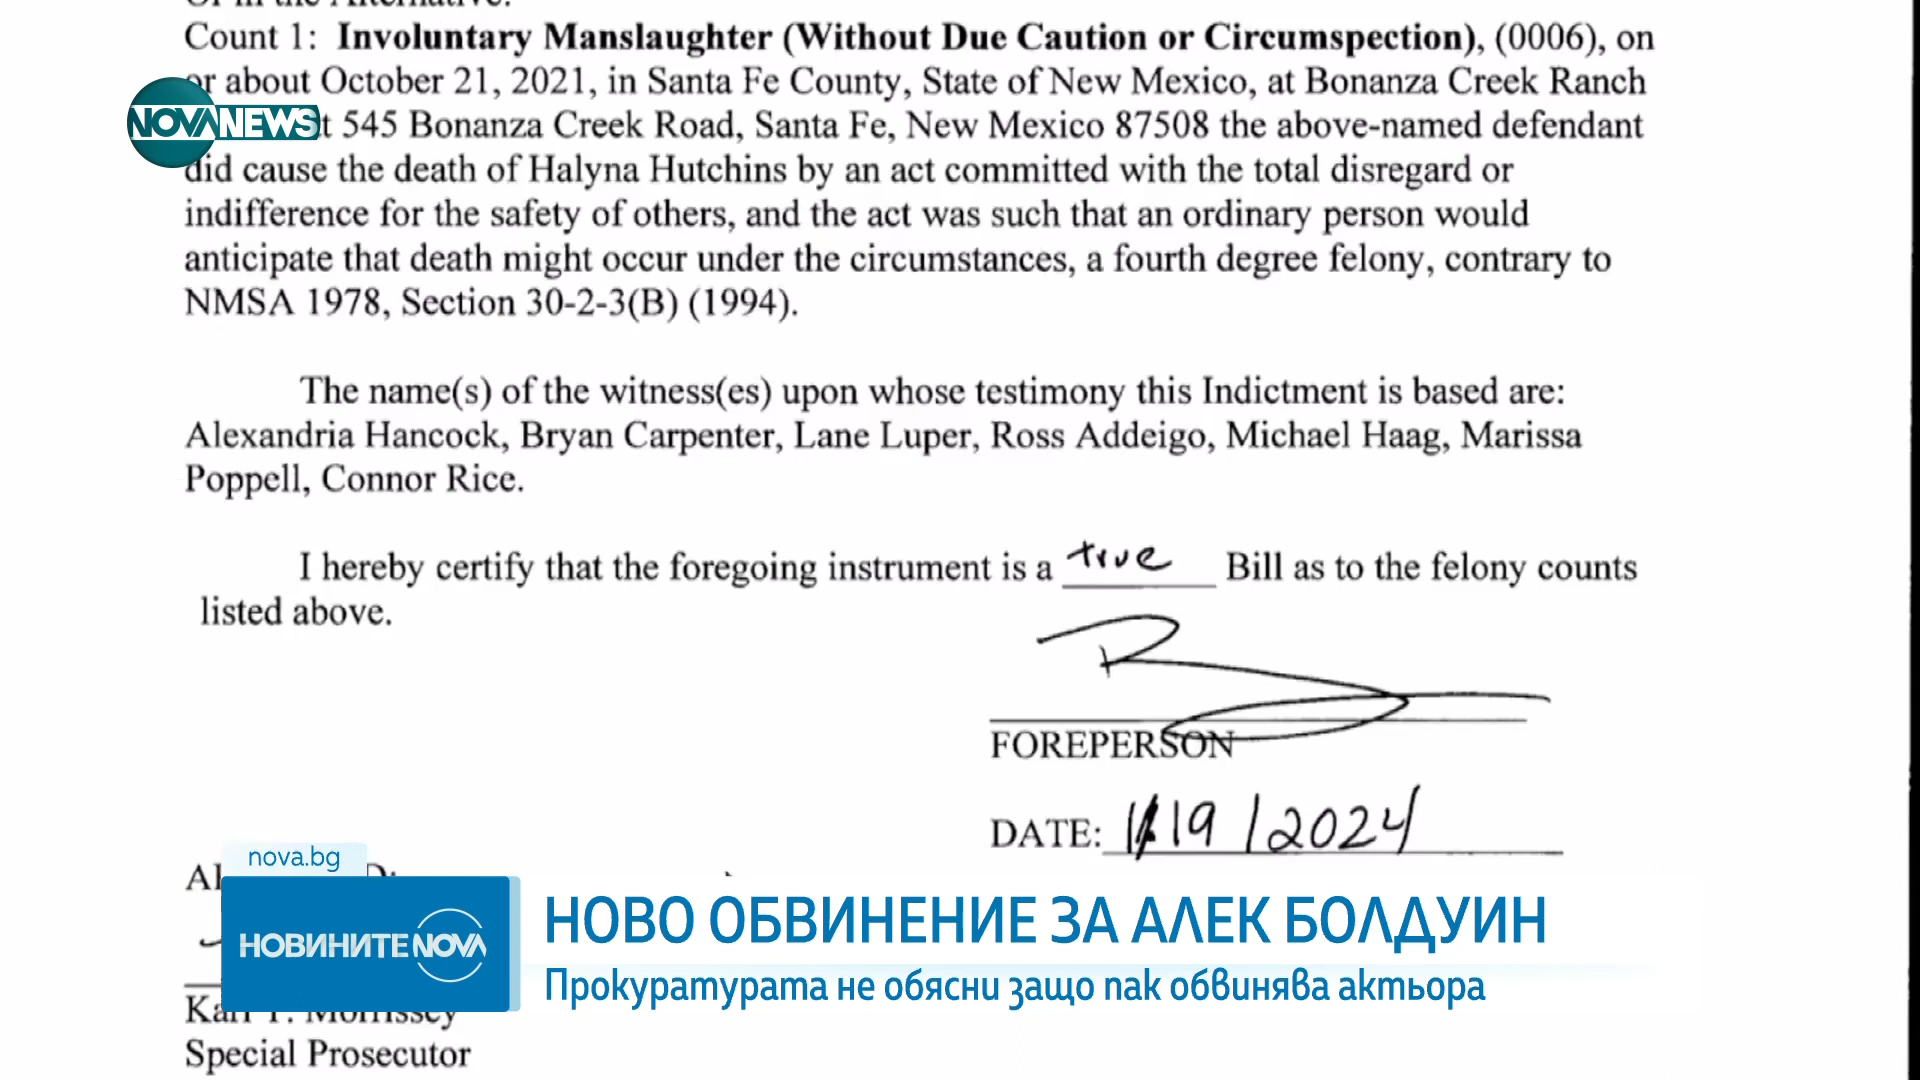 Count 1: Involuntary Manslaughter (Without Due Caution or Circumspection), (0006), on
or about October 21, 2021, in Santa Fe County, State of New Mexico, at Bonanza Creek Ranch
NOVANEWS
545 Bonanza Creek Road, Santa Fe, New Mexico 87508 the above-named defendant
did cause the death of Halyna Hutchins by an act committed with the total disregard or
indifference for the safety of others, and the act was such that an ordinary person would
anticipate that death might occur under the circumstances, a fourth degree felony, contrary to
NMSA 1978, Section 30-2-3(B) (1994).
The name(s) of the witness(es) upon whose testimony this Indictment is based are:
Alexandria Hancock, Bryan Carpenter, Lane Luper, Ross Addeigo, Michael Haag, Marissa
Poppell, Connor Rice.
I hereby certify that the foregoing instrument is a true Bill as to the felony counts
listed above.
FOREPERSON
DATE: 1/19/2024
nova.bg
НОВИНИТЕ NOVA
НОВО ОБВИНЕНИЕ ЗА АЛЕК БОЛДУИН
Прокуратурата не обясни защо пак обвинява актьора
Morrissey
Special Prosecutor